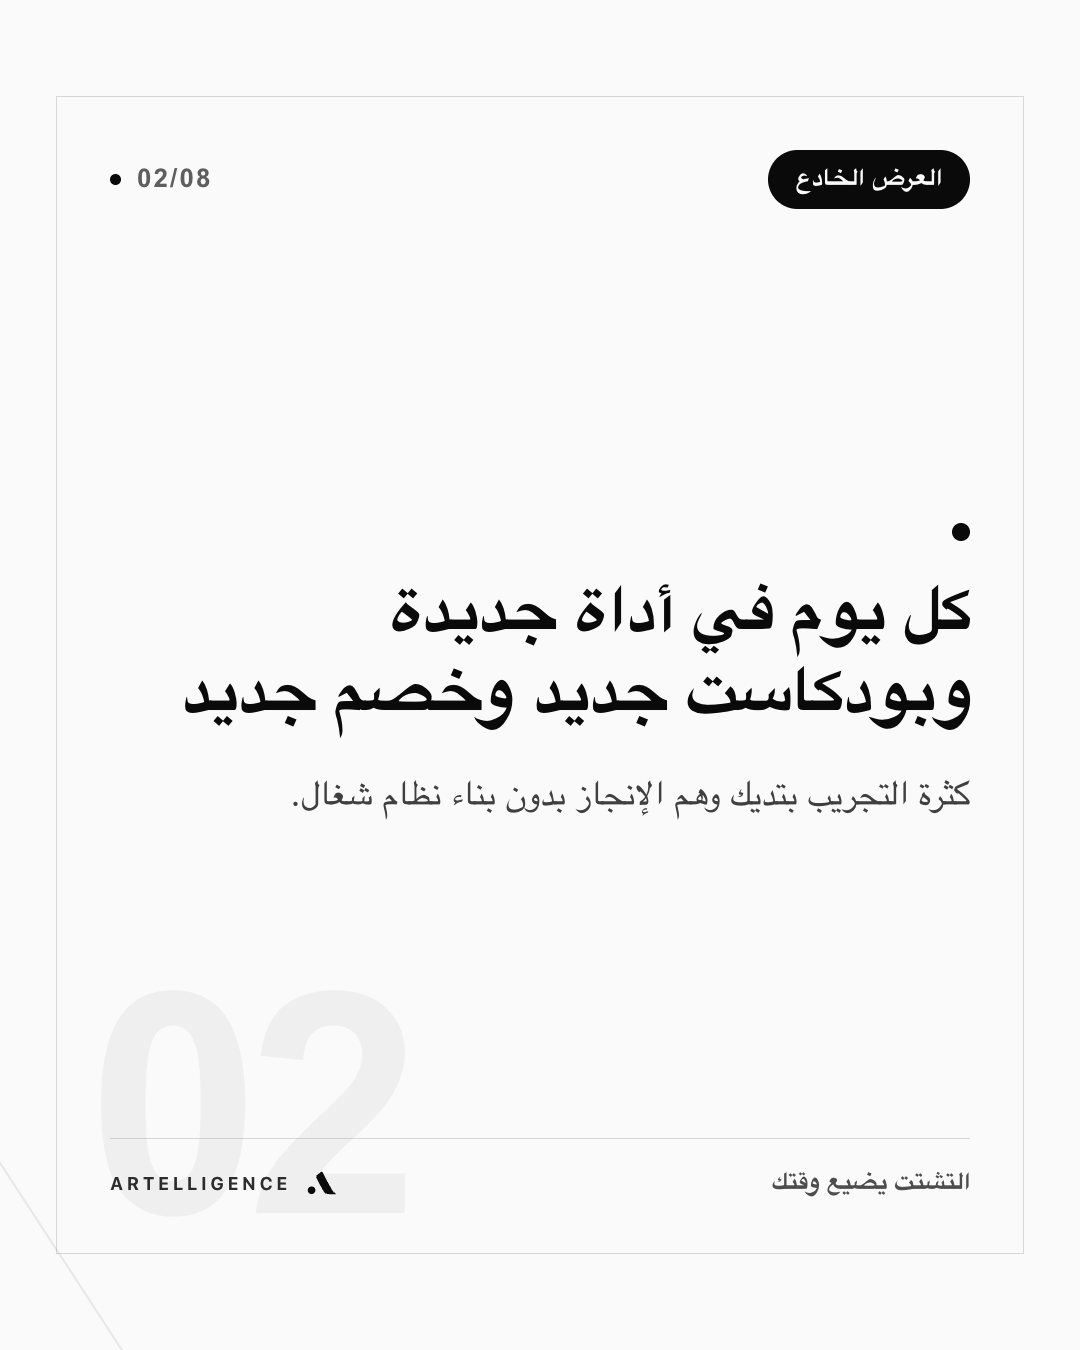 العرض الخادع
02/08
كل يوم في أداة جديدة
وبودكاست جديد وخصم جديد
كثرة التجريب بتديك وهم الإنجاز بدون بناء نظام شغال.
02
التشتت يضيع وقتك
ARTELLIGENCE